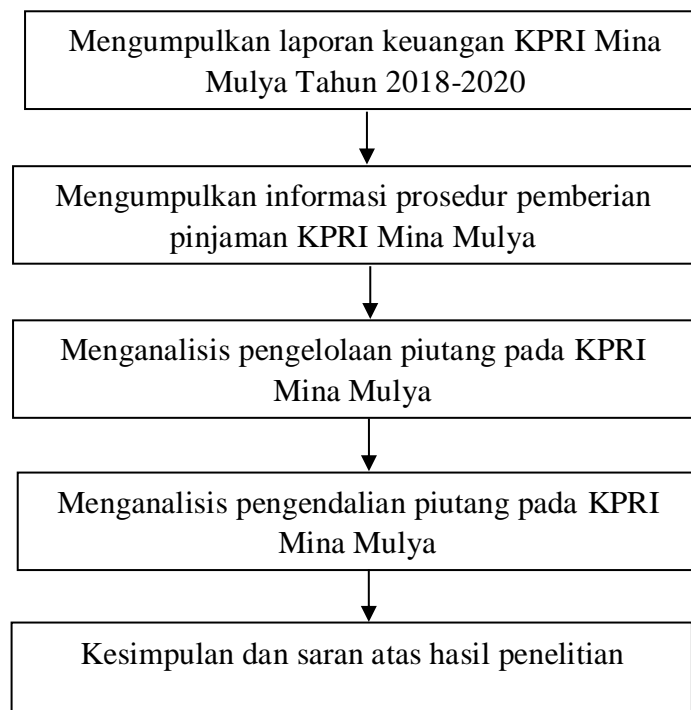 Mengumpulkan laporan keuangan KPRI Mina
Mulya Tahun 2018-2020
Mengumpulkan informasi prosedur pemberian
pinjaman KPRI Mina Mulya
Menganalisis pengelolaan piutang pada KPRI
Mina Mulya
Menganalisis pengendalian piutang pada KPRI
Mina Mulya
Kesimpulan dan saran atas hasil penelitian